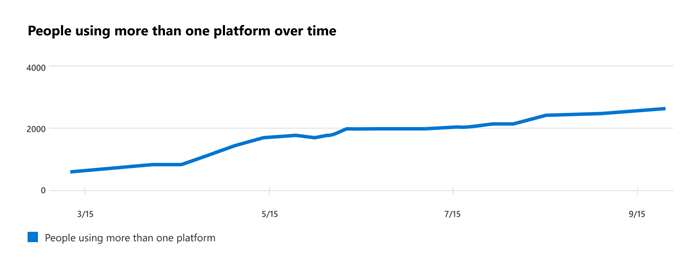 People using more than one platform over time
4000
2000
0
3/15 5/15 7/15 9/15
People using more than one platform